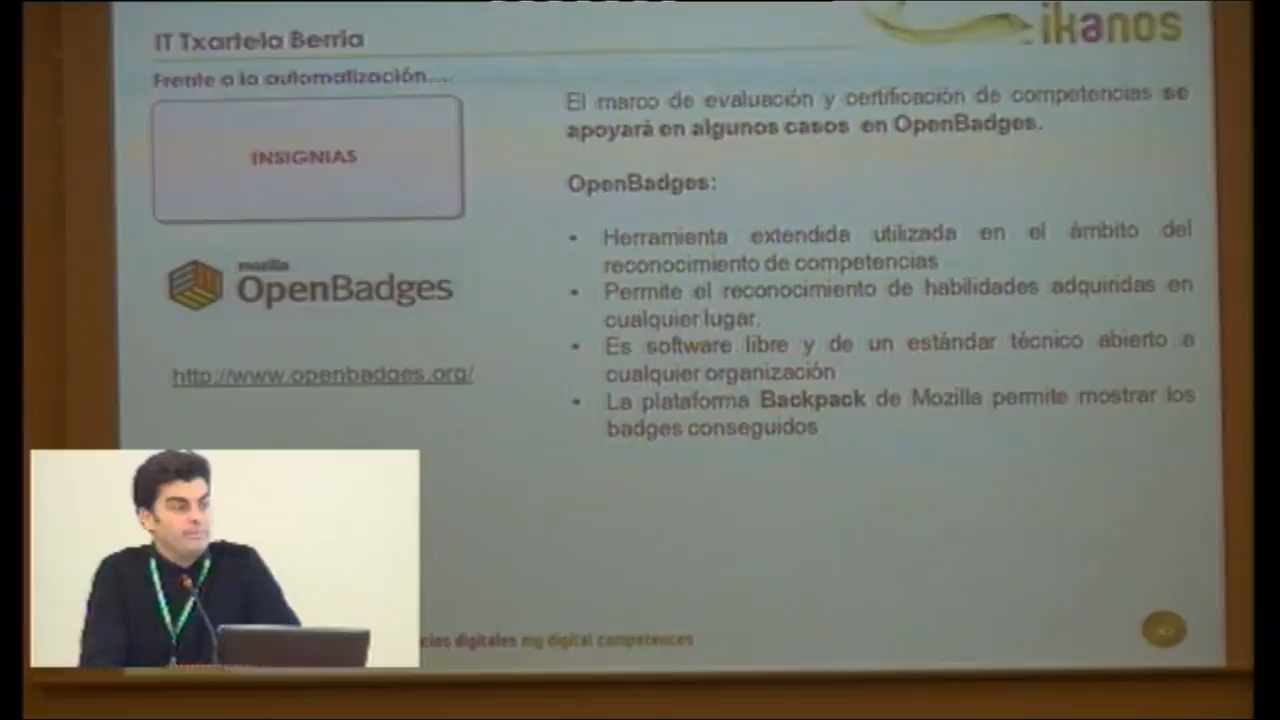 IT Txartela Berria
ikanos
Frente a la automatización....
INSIGNIAS
mozilla
OpenBadges
http://www.openbadges.org/
El marco de evaluación y certificación de competencias se
apoyará en algunos casos en OpenBadges.
OpenBadges:
• Herramienta extendida utilizada en el ámbito del
reconocimiento de competencias
• Permite el reconocimiento de habilidades adquiridas en
cualquier lugar.
• Es software libre y de un estándar técnico abierto a
cualquier organización
• La plataforma Backpack de Mozilla permite mostrar los
badges conseguidos
cias digitales my digital competences